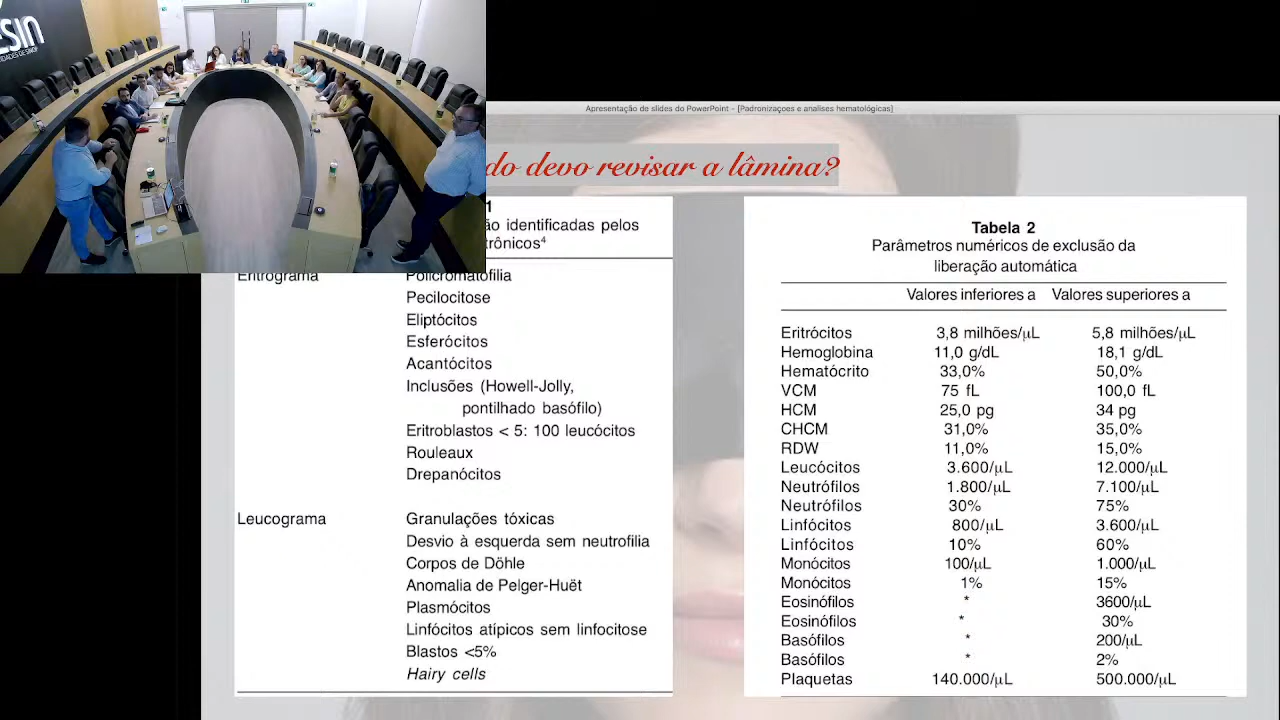 ESIN
Apresentação de slides do PowerPoint - [Padronizaçoes e analises hematológicas]
do devo revisar a lâmina?
1
ão identificadas pelos
trônicos4
Eritrograma Policromatofilia
Pecilocitose
Eliptócitos
Esferócitos
Acantócitos
Inclusões (Howell-Jolly,
pontilhado basófilo)
Eritroblastos < 5: 100 leucócitos
Rouleaux
Drepanócitos
Leucograma Granulações tóxicas
Desvio à esquerda sem neutrofilia
Corpos de Döhle
Anomalia de Pelger-Huët
Plasmócitos
Linfócitos atípicos sem linfocitose
Blastos <5%
Hairy cells
Tabela 2
Parâmetros numéricos de exclusão da
liberação automática
Valores inferiores a Valores superiores a
Eritrócitos 3,8 milhões/µL 5,8 milhões/µL
Hemoglobina 11,0 g/dL 18,1 g/dL
Hematócrito 33,0% 50,0%
VCM 75 fL 100,0 fL
HCM 25,0 pg 34 pg
CHCM 31,0% 35,0%
RDW 11,0% 15,0%
Leucócitos 3.600/µL 12.000/µL
Neutrófilos 1.800/µL 7.100/µL
Neutrófilos 30% 75%
Linfócitos 800/µL 3.600/µL
Linfócitos 10% 60%
Monócitos 100/µL 1.000/µL
Monócitos 1% 15%
Eosinófilos * 3600/µL
Eosinófilos * 30%
Basófilos * 200/µL
Basófilos * 2%
Plaquetas 140.000/µL 500.000/µL